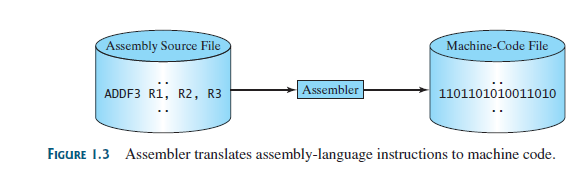 Assembly Source File
..
ADDF3 R1, R2, R3
..
Assembler
Machine-Code File
..
1101101010011010
..
FIGURE 1.3 Assembler translates assembly-language instructions to machine code.